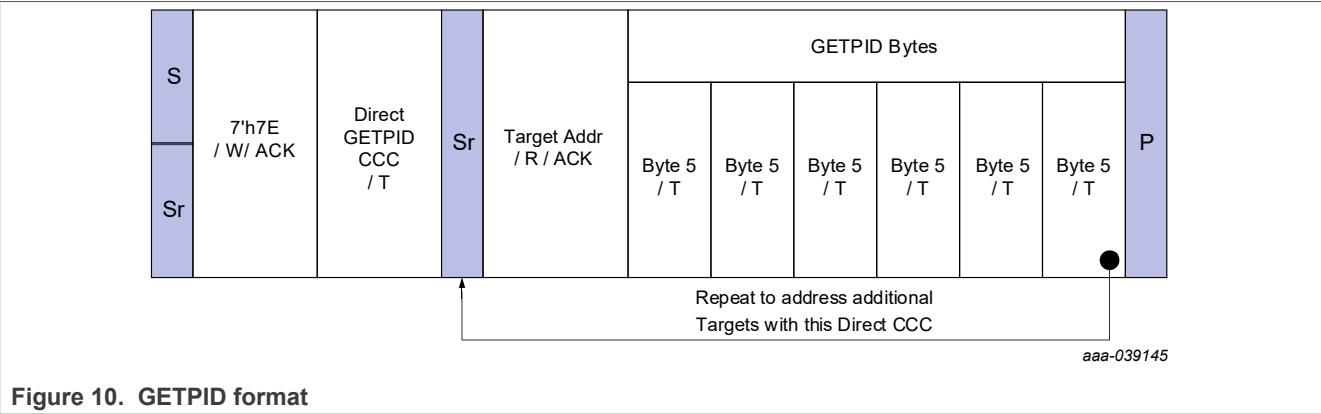 S
Sr
7'h7E
/ W/ ACK
Direct
GETPID
CCC
/ T
Sr
Target Addr
/ R / ACK
GETPID Bytes
Byte 5
/ T
Byte 5
/ T
Byte 5
/ T
Byte 5
/ T
Byte 5
/ T
Byte 5
/ T
P
Repeat to address additional
Targets with this Direct CCC
aaa-039145
Figure 10. GETPID format